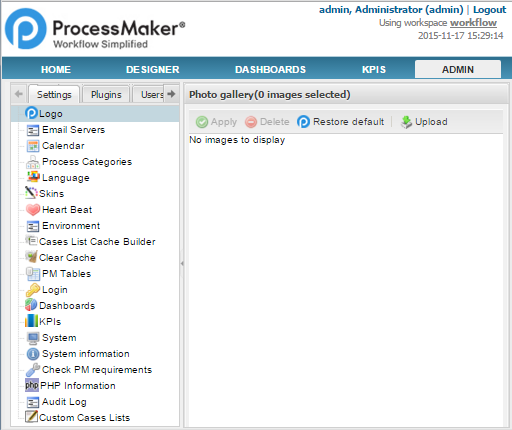 admin, Administrator (admin) | Logout
ProcessMaker®
Workflow Simplified
Using workspace workflow
2015-11-17 15:29:14
HOME DESIGNER DASHBOARDS KPIS ADMIN
Settings Plugins Users
Photo gallery(0 images selected)
Apply Delete Restore default Upload
No images to display
Logo
Email Servers
Calendar
Process Categories
Language
Skins
Heart Beat
Environment
Cases List Cache Builder
Clear Cache
PM Tables
Login
Dashboards
KPIs
System
System information
Check PM requirements
php PHP Information
Audit Log
Custom Cases Lists